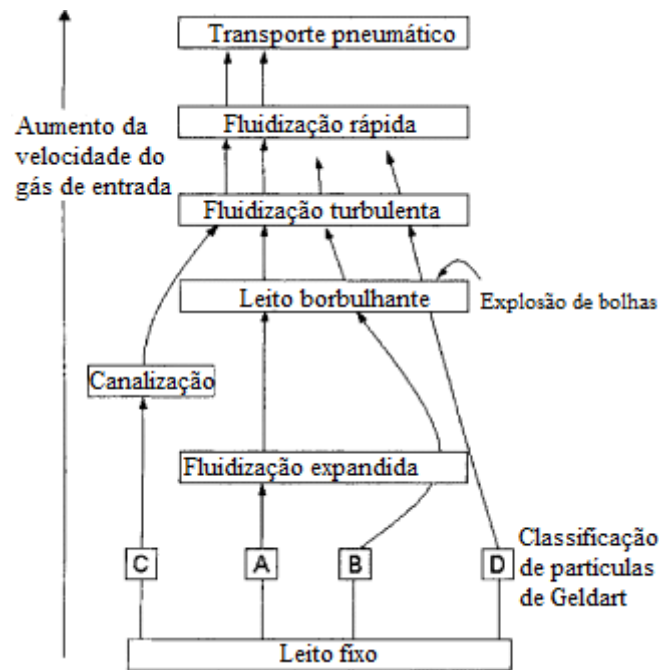 Transporte pneumático
Aumento da
velocidade do
gás de entrada
Fluidização rápida
Fluidização turbulenta
Leito borbulhante
Explosão de bolhas
Canalização
Fluidização expandida
C
A
B
D
Classificação
de particulas
de Geldart
Leito fixo